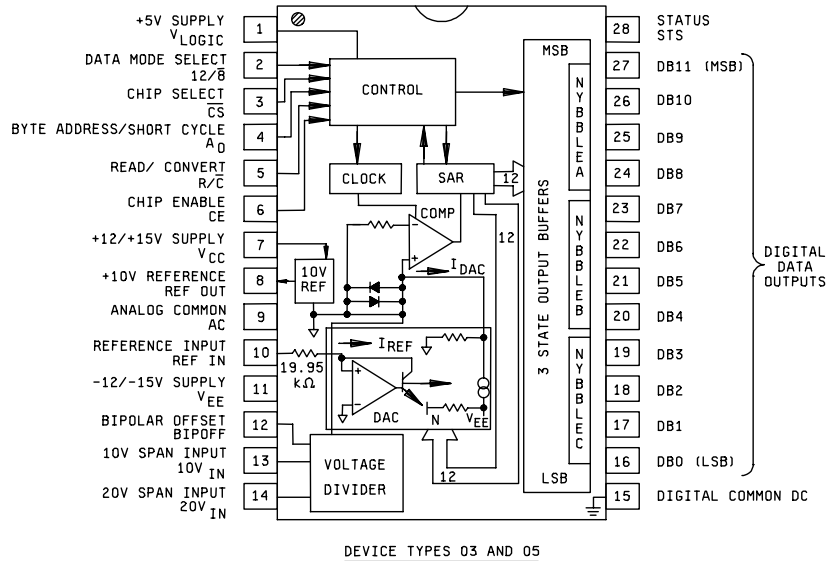 +5V SUPPLY
VLOGIC
1
DATA MODE SELECT
12/8̅
2
CHIP SELECT
C̅S̅
3
BYTE ADDRESS/SHORT CYCLE
AO
4
READ/ CONVERT
R/C̅
5
CHIP ENABLE
CE
6
+12/+15V SUPPLY
VCC
7
+10V REFERENCE
REF OUT
8
ANALOG COMMON
AC
9
REFERENCE INPUT
REF IN
10
-12/-15V SUPPLY
VEE
11
BIPOLAR OFFSET
BIPOFF
12
10V SPAN INPUT
10VIN
13
20V SPAN INPUT
20VIN
14
CONTROL
CLOCK
SAR
12
COMP
12
IDAC
10V
REF
IREF
19.95
kΩ
DAC
N
VEE
12
VOLTAGE
DIVIDER
MSB
3 STATE OUTPUT BUFFERS
LSB
NYBBLEA
NYBBLEB
NYBBLEC
28
STATUS
STS
27
DB11 (MSB)
26
DB10
25
DB9
24
DB8
23
DB7
22
DB6
21
DB5
20
DB4
19
DB3
18
DB2
17
DB1
16
DB0 (LSB)
15
DIGITAL COMMON DC
DIGITAL
DATA
OUTPUTS
DEVICE TYPES 03 AND 05